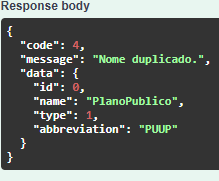 Response body
{
  "code": 4,
  "message": "Nome duplicado.",
  "data": {
    "id": 0,
    "name": "PlanoPublico",
    "type": 1,
    "abbreviation": "PUUP"
  }
}